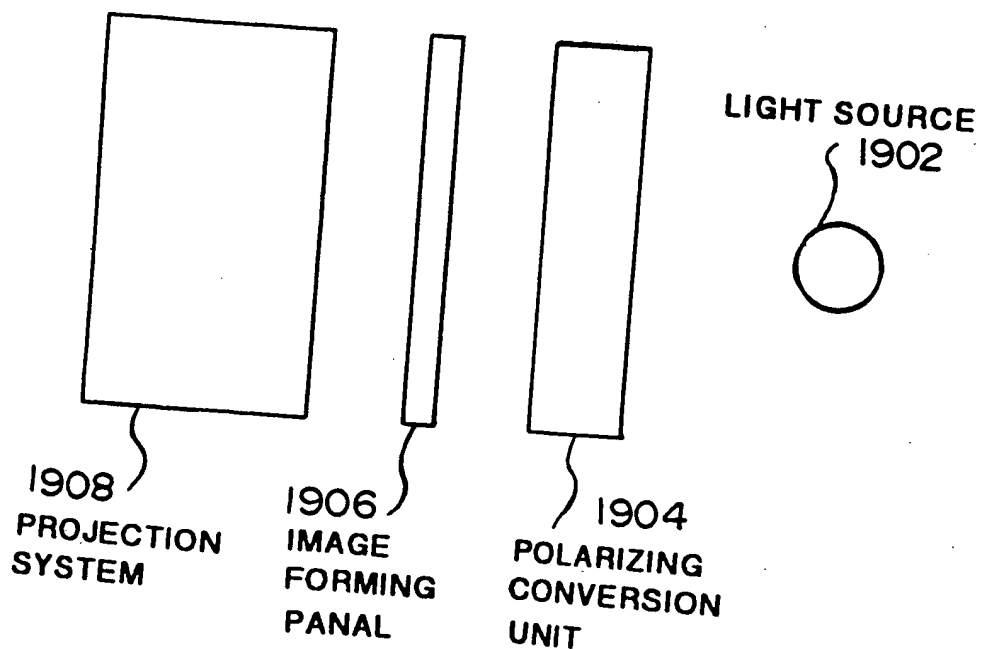 LIGHT SOURCE
1902
1908
PROJECTION
SYSTEM
1906
IMAGE
FORMING
PANAL
1904
POLARIZING
CONVERSION
UNIT